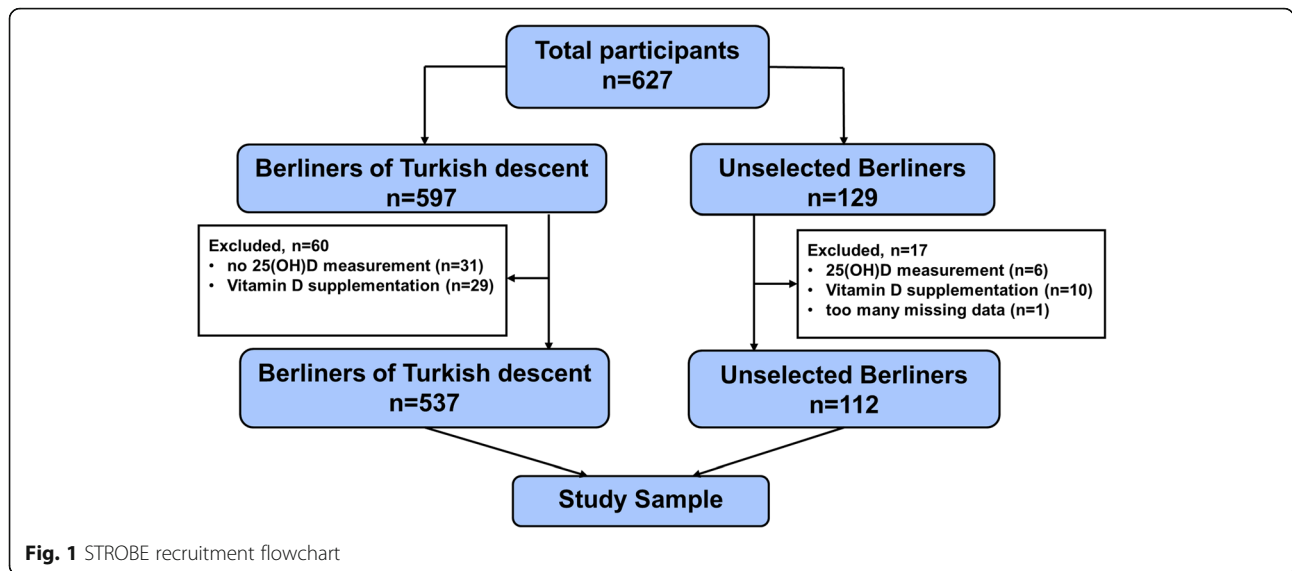 Total participants
n=627
Berliners of Turkish descent
n=597
Unselected Berliners
n=129
Excluded, n=60
• no 25(OH)D measurement (n=31)
• Vitamin D supplementation (n=29)
Excluded, n=17
• 25(OH)D measurement (n=6)
• Vitamin D supplementation (n=10)
• too many missing data (n=1)
Berliners of Turkish descent
n=537
Unselected Berliners
n=112
Study Sample
Fig. 1 STROBE recruitment flowchart